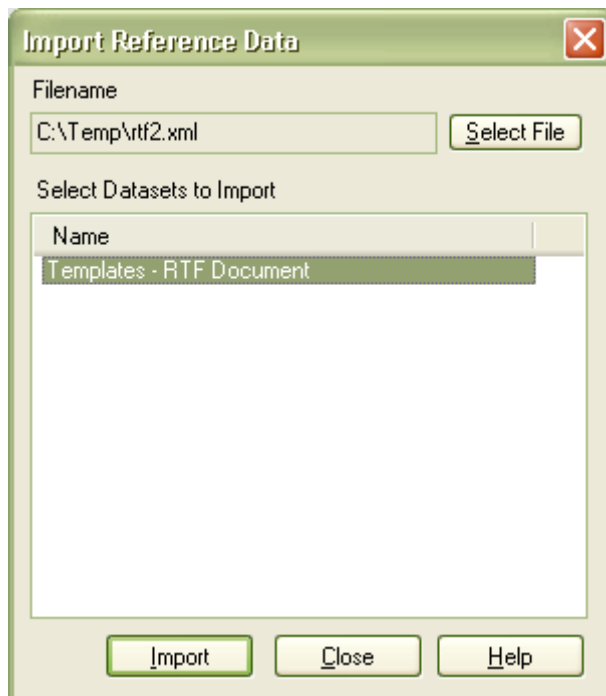 Import Reference Data
Filename
C:\Temp\rtf2.xml
Select File
Select Datasets to Import
Name
Templates - RTF Document
Import Close Help